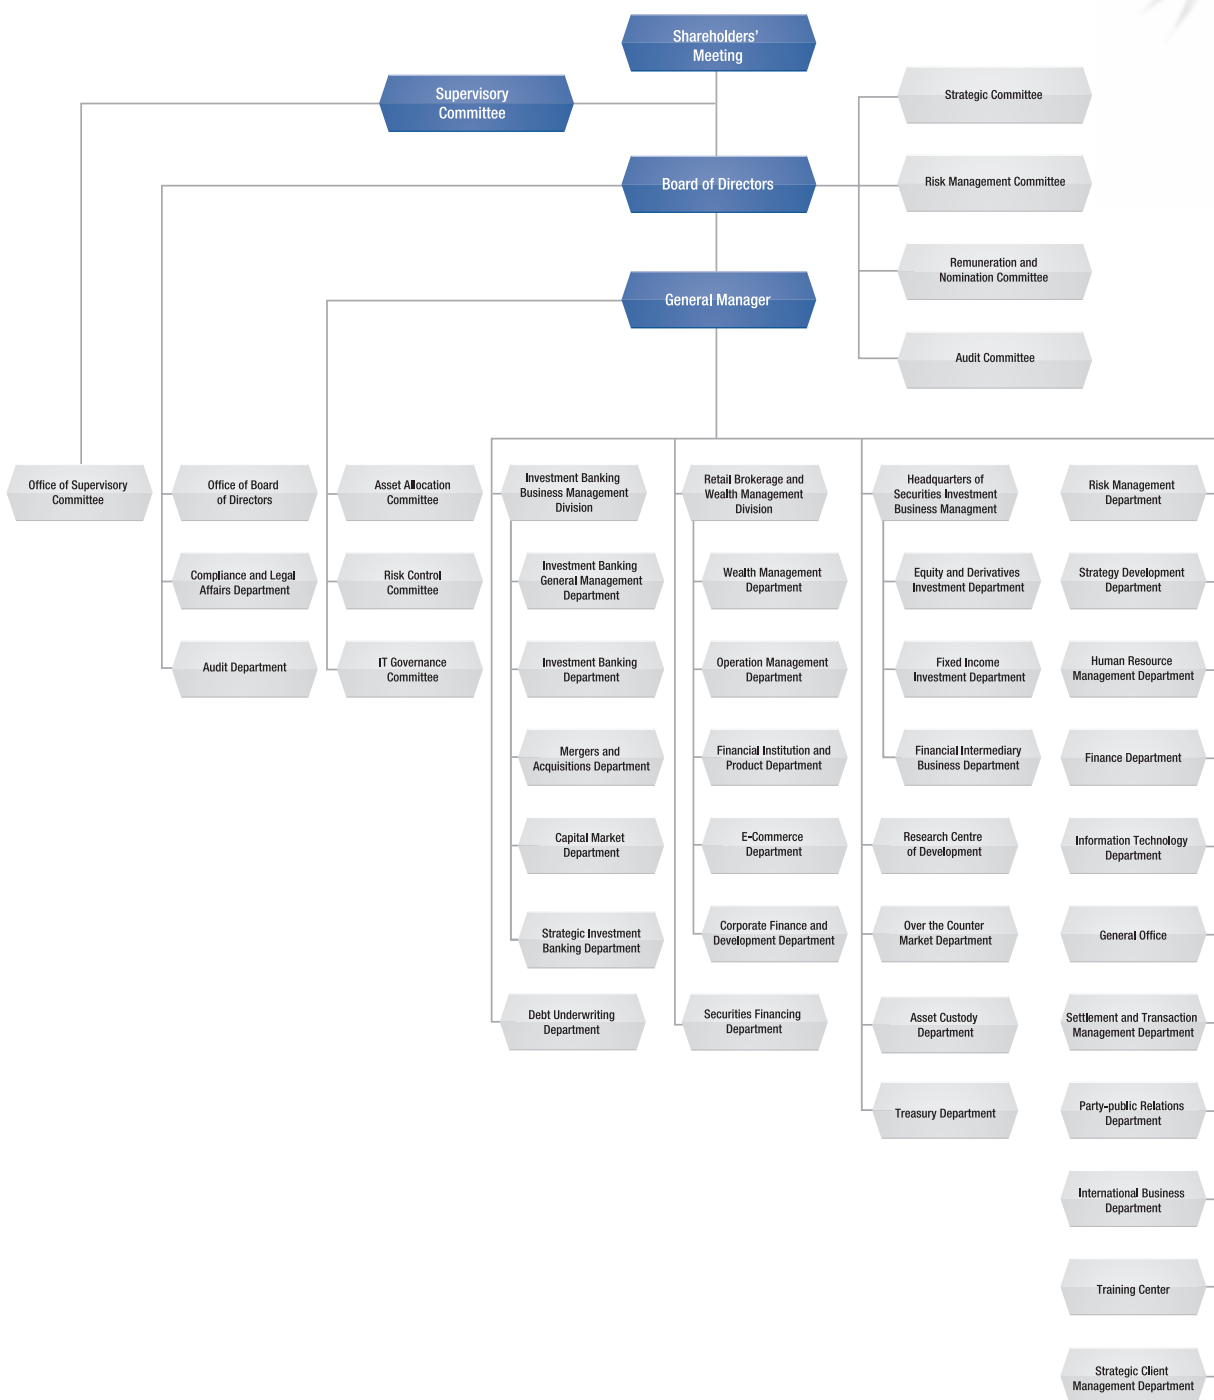 Shareholders'
Meeting
Supervisory
Committee
Strategic Committee
Board of Directors
Risk Management Committee
Remuneration and
Nomination Committee
General Manager
Audit Committee
Office of Supervisory
Committee
Office of Board
of Directors
Compliance and Legal
Affairs Department
Audit Department
Asset Allocation
Committee
Risk Control
Committee
IT Governance
Committee
Investment Banking
Business Management
Division
Investment Banking
General Management
Department
Investment Banking
Department
Mergers and
Acquisitions Department
Capital Market
Department
Strategic Investment
Banking Department
Debt Underwriting
Department
Retail Brokerage and
Wealth Management
Division
Wealth Management
Department
Operation Management
Department
Financial Institution and
Product Department
E-Commerce
Department
Corporate Finance and
Development Department
Securities Financing
Department
Headquarters of
Securities Investment
Business Managment
Equity and Derivatives
Investment Department
Fixed Income
Investment Department
Financial Intermediary
Business Department
Research Centre
of Development
Over the Counter
Market Department
Asset Custody
Department
Treasury Department
Risk Management
Department
Strategy Development
Department
Human Resource
Management Department
Finance Department
Information Technology
Department
General Office
Settlement and Transaction
Management Department
Party-public Relations
Department
International Business
Department
Training Center
Strategic Client
Management Department